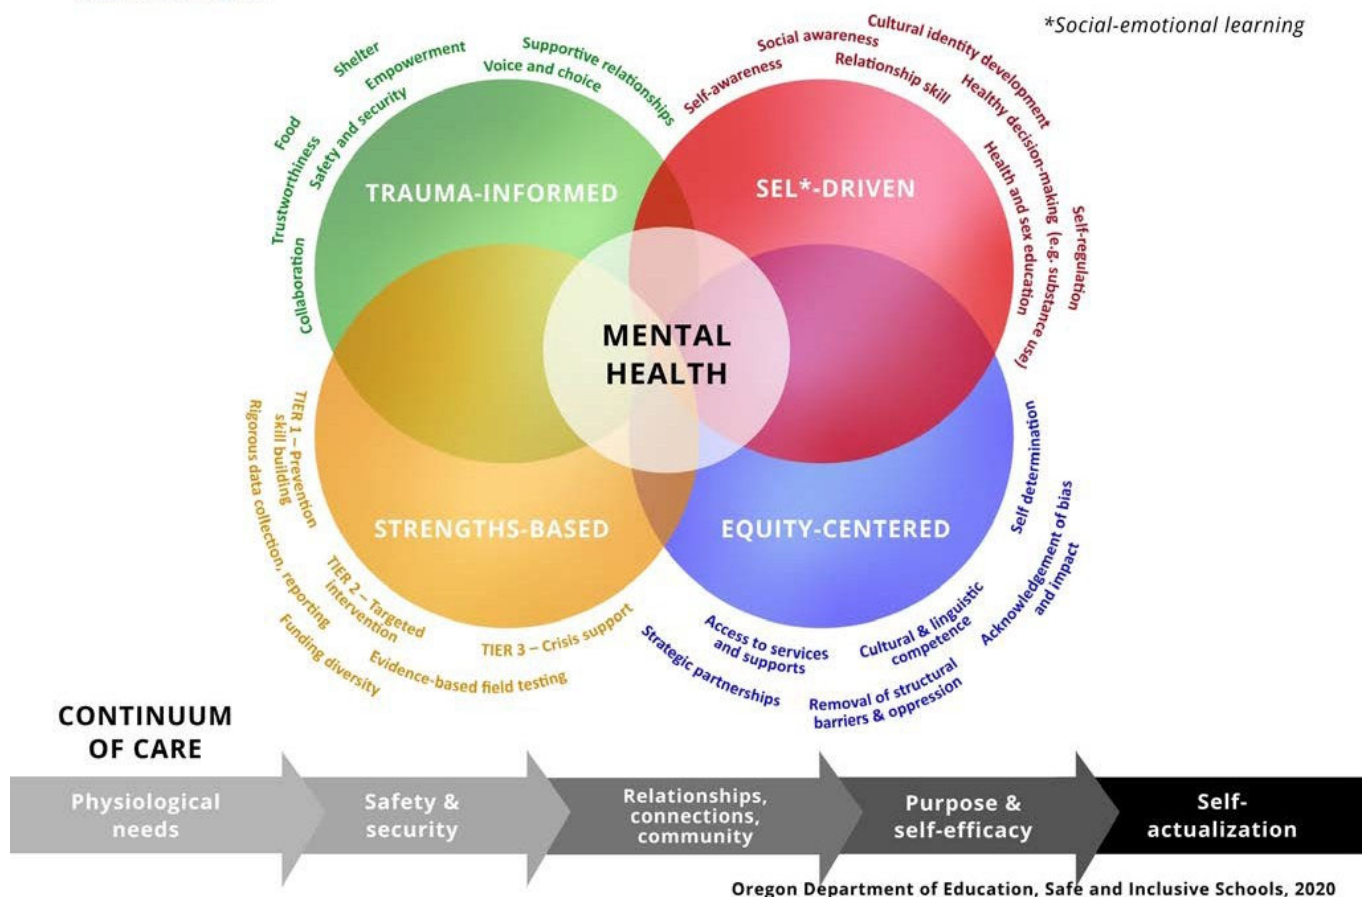 *Social-emotional learning
Shelter
Empowerment
Supportive relationships
Voice and choice
Food
Trustworthiness
Safety and security
Collaboration
TRAUMA-INFORMED
Social awareness
Cultural identity development
Self-awareness
Relationship skill
Healthy decision-making (e.g. substance use)
Health and sex education
Self-regulation
SEL*-DRIVEN
MENTAL
HEALTH
TIER 1 – Prevention
skill building
Rigorous data collection, reporting
TIER 2 – Targeted
intervention
Funding diversity
Evidence-based field testing
TIER 3 – Crisis support
STRENGTHS-BASED
EQUITY-CENTERED
Self determination
Acknowledgement of bias
and impact
Cultural & linguistic
competence
Access to services
and supports
Strategic partnerships
Removal of structural
barriers & oppression
CONTINUUM
OF CARE
Physiological
needs
Safety &
security
Relationships,
connections,
community
Purpose &
self-efficacy
Self-
actualization
Oregon Department of Education, Safe and Inclusive Schools, 2020